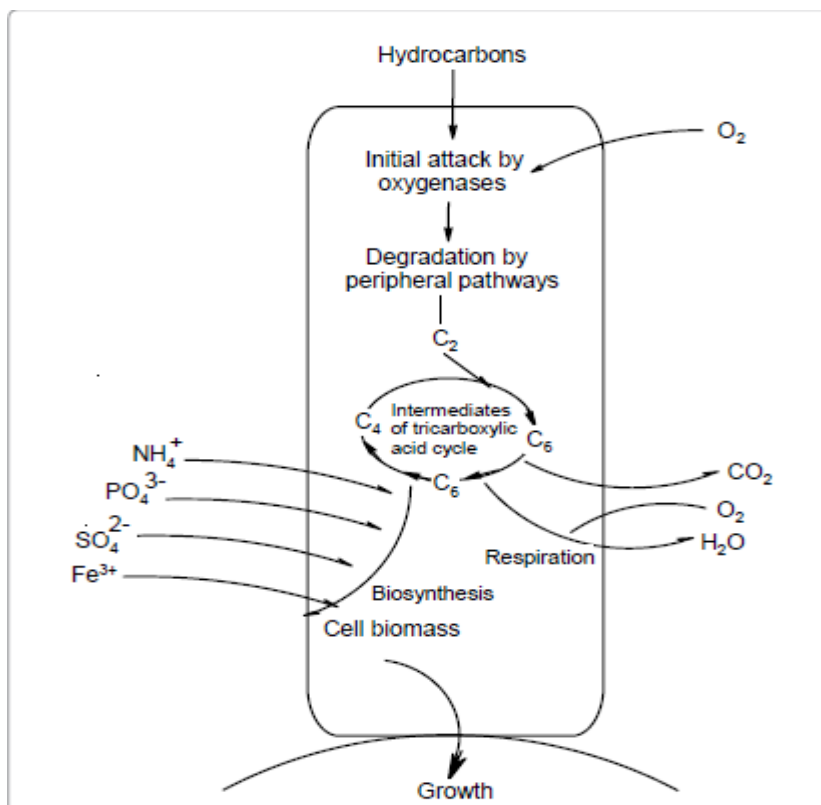 Hydrocarbons
O₂
Initial attack by
oxygenases
Degradation by
peripheral pathways
C₂
C₄
Intermediates
of tricarboxylic
acid cycle
C₆
C₆
NH₄⁺
PO₄³⁻
SO₄²⁻
Fe³⁺
CO₂
O₂
H₂O
Respiration
Biosynthesis
Cell biomass
Growth